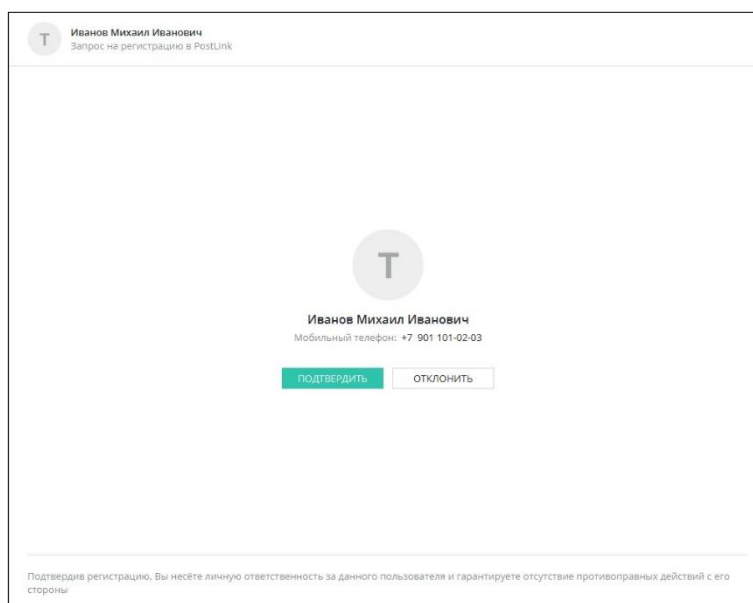 Т
Иванов Михаил Иванович
Запрос на регистрацию в PostLink
Т
Иванов Михаил Иванович
Мобильный телефон: +7 901 101-02-03
ПОДТВЕРДИТЬ ОТКЛОНИТЬ
Подтвердив регистрацию, Вы несёте личную ответственность за данного пользователя и гарантируете отсутствие противоправных действий с его
стороны